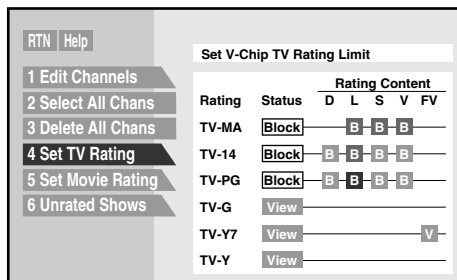 RTN Help
Set V-Chip TV Rating Limit
1 Edit Channels
2 Select All Chans
3 Delete All Chans
4 Set TV Rating
5 Set Movie Rating
6 Unrated Shows
Rating Content
Rating Status D L S V FV
TV-MA Block B B B
TV-14 Block B B B B
TV-PG Block B B B B
TV-G View
TV-Y7 View V
TV-Y View